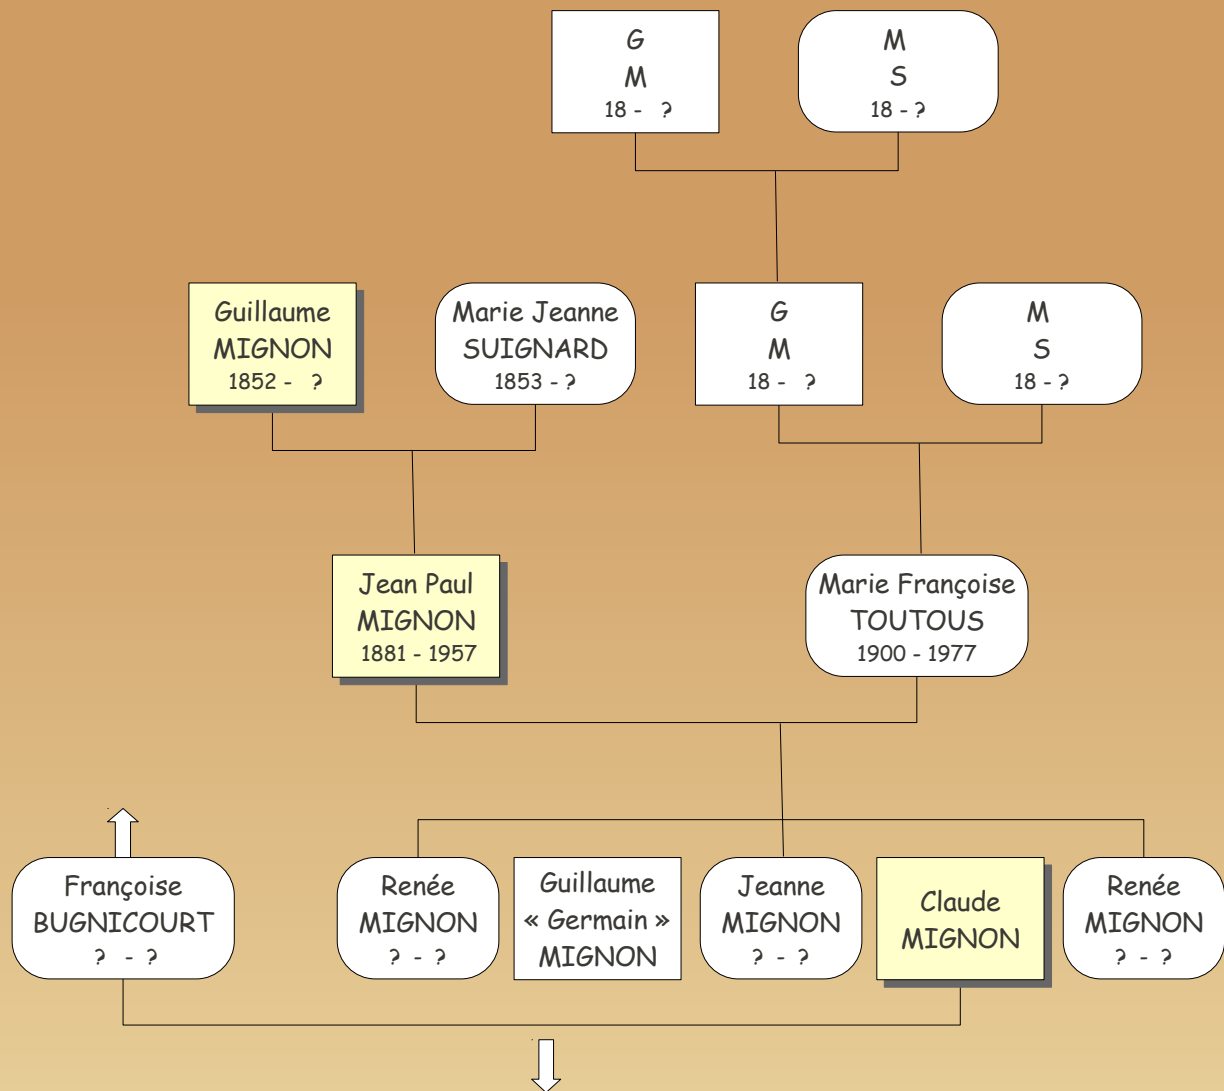 G
M
18 - ?
M
S
18 - ?
Guillaume
MIGNON
1852 - ?
Marie Jeanne
SUIGNARD
1853 - ?
G
M
18 - ?
M
S
18 - ?
Jean Paul
MIGNON
1881 - 1957
Marie Françoise
TOUTOUS
1900 - 1977
Françoise
BUGNICOURT
? - ?
Renée
MIGNON
? - ?
Guillaume
« Germain »
MIGNON
Jeanne
MIGNON
? - ?
Claude
MIGNON
Renée
MIGNON
? - ?